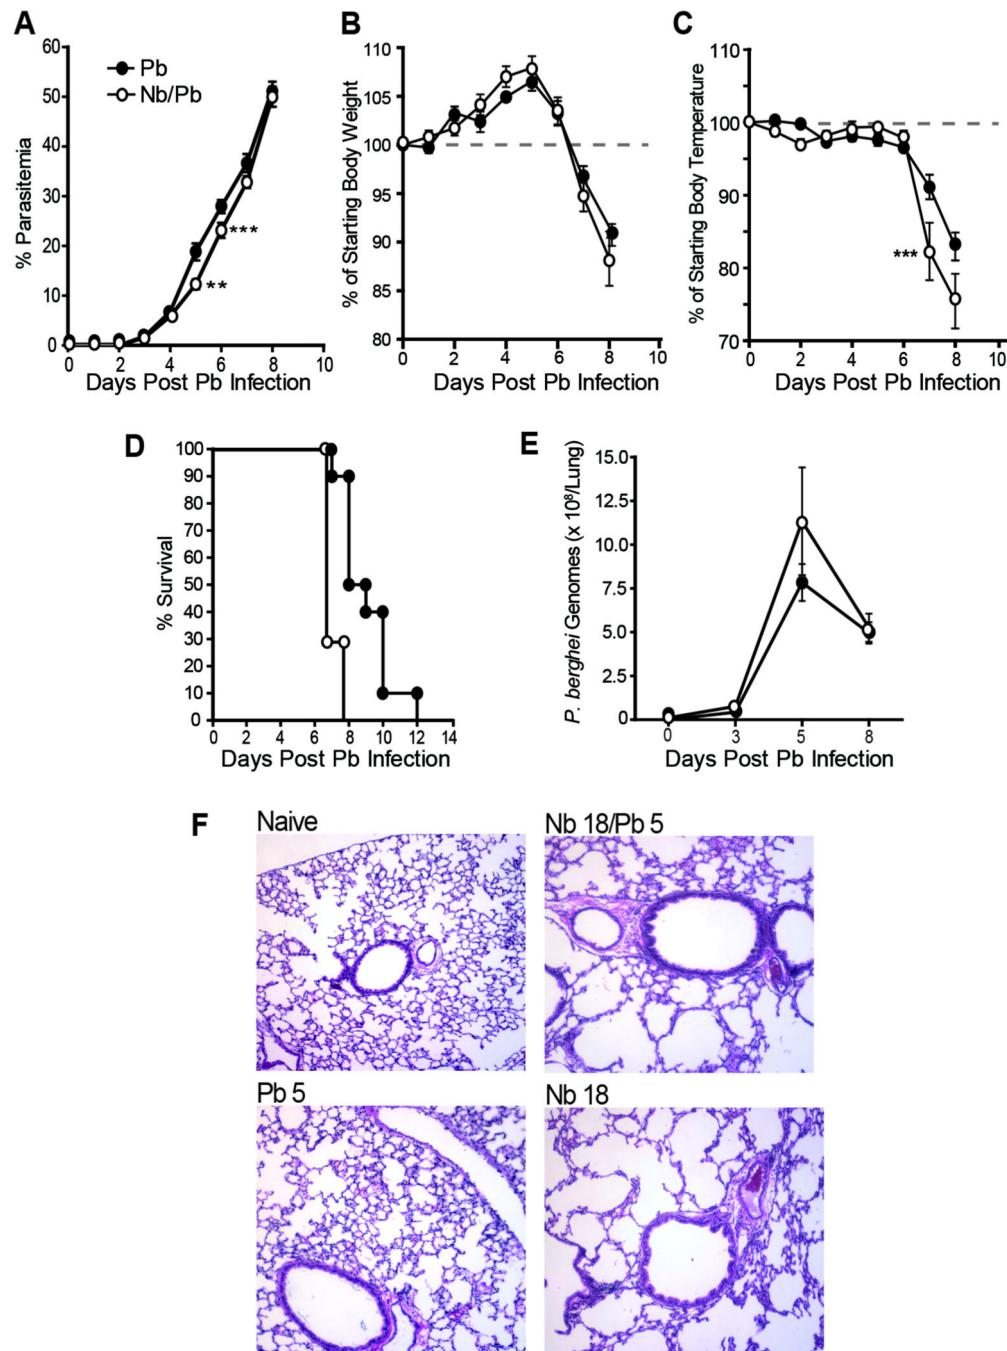 A
60
50
40
30
20
10
0
% Parasitemia
Pb
Nb/Pb
***
**
0 2 4 6 8 10
Days Post Pb Infection
B
110
105
100
95
90
85
80
% of Starting Body Weight
0 2 4 6 8 10
Days Post Pb Infection
C
110
100
90
80
70
% of Starting Body Temperature
***
0 2 4 6 8 10
Days Post Pb Infection
D
100
90
80
70
60
50
40
30
20
10
0
% Survival
0 2 4 6 8 10 12 14
Days Post Pb Infection
E
15.0
12.5
10.0
7.5
5.0
2.5
0
P. berghei Genomes (x 10⁸/Lung)
0 3 5 8
Days Post Pb Infection
F
Naive
Nb 18/Pb 5
Pb 5
Nb 18